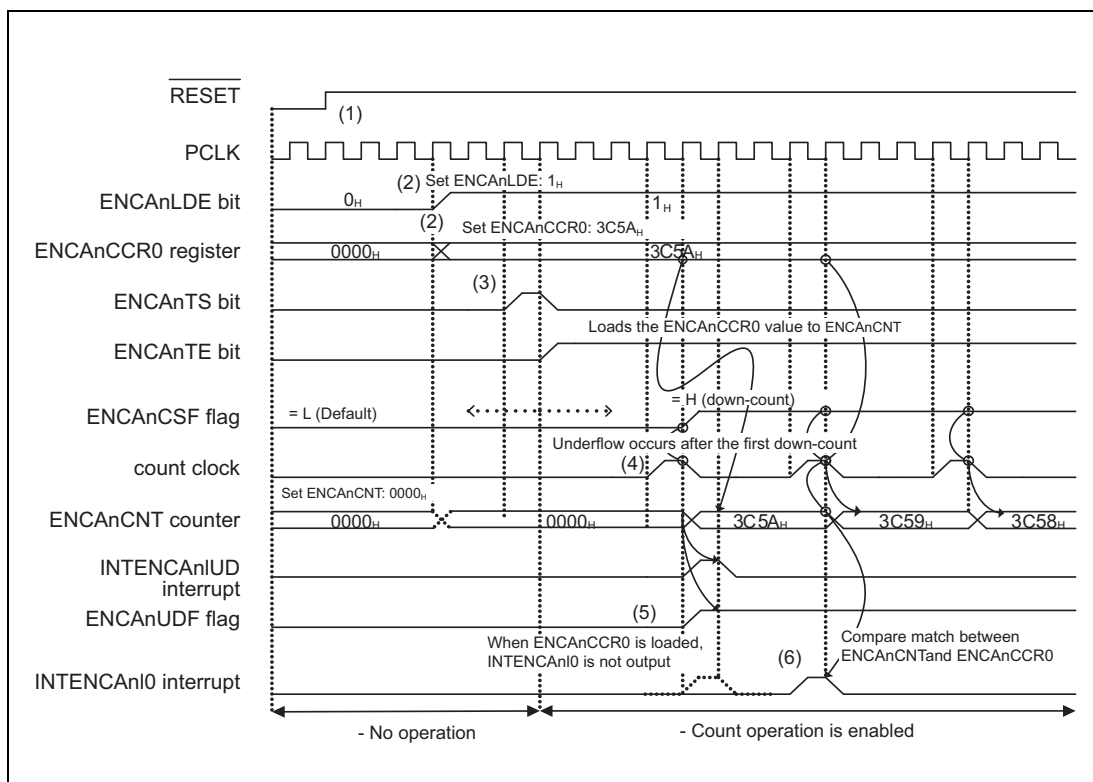 RESET
(1)
PCLK
(2) Set ENCAnLDE: 1H
ENCAnLDE bit
0H
1H
(2) Set ENCAnCCR0: 3C5AH
ENCAnCCR0 register
0000H
3C5AH
(3)
ENCAnTS bit
Loads the ENCAnCCR0 value to ENCAnCNT
ENCAnTE bit
= H (down-count)
ENCAnCSF flag
= L (Default)
Underflow occurs after the first down-count
count clock
(4)
Set ENCAnCNT: 0000H
ENCAnCNT counter
0000H
0000H
3C5AH
3C59H
3C58H
INTENCAnIUD
interrupt
ENCAnUDF flag
(5)
When ENCAnCCR0 is loaded,
INTENCAnI0 is not output
(6)
Compare match between
ENCAnCNTand ENCAnCCR0
INTENCAnI0 interrupt
- No operation
- Count operation is enabled